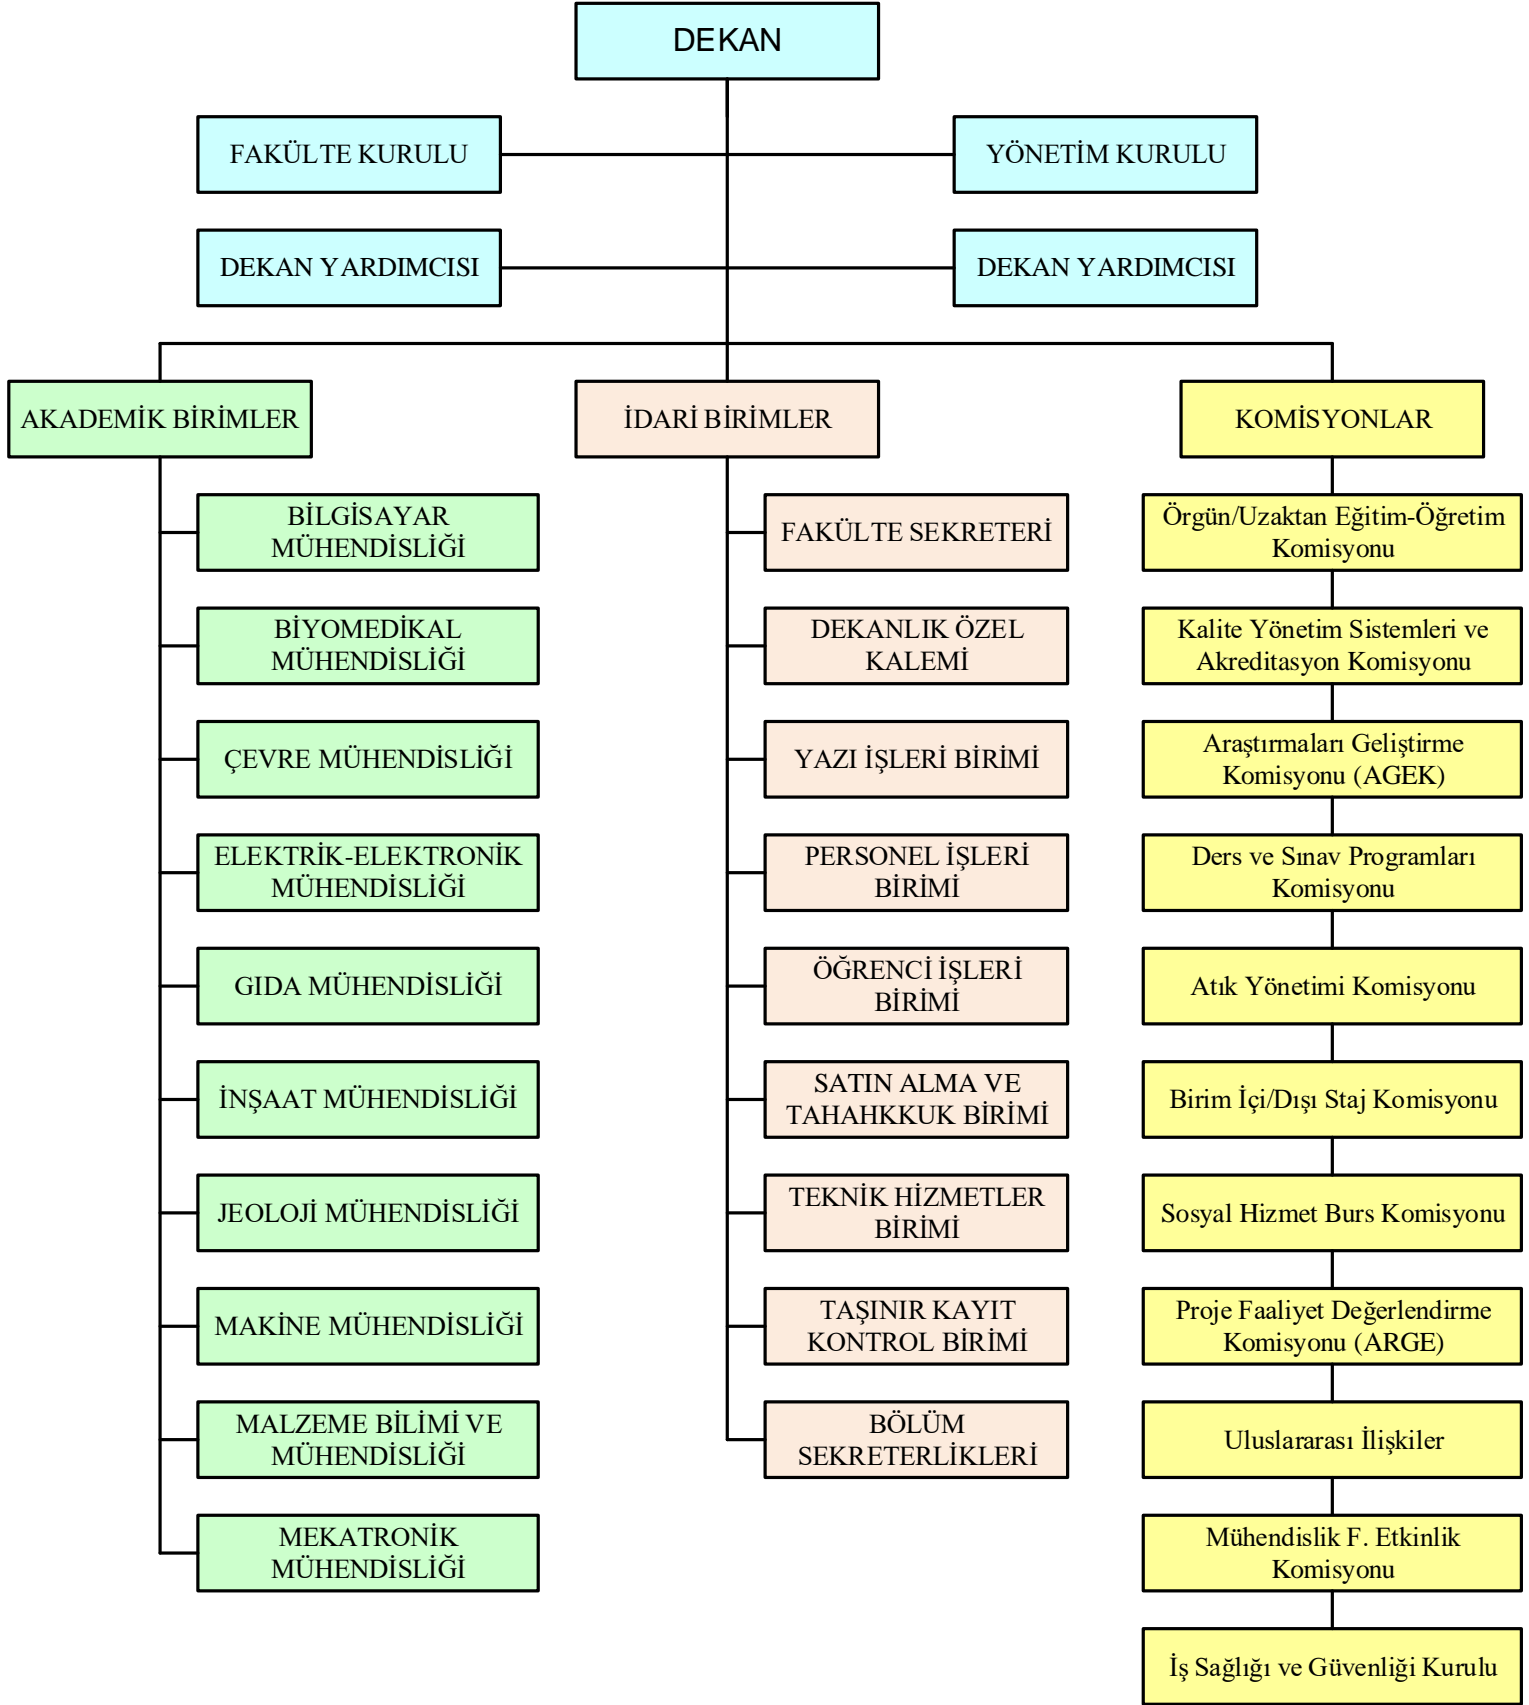 DEKAN
FAKÜLTE KURULU
YÖNETİM KURULU
DEKAN YARDIMCISI
DEKAN YARDIMCISI
AKADEMİK BİRİMLER
BİLGİSAYAR
MÜHENDİSLİĞİ
BİYOMEDİKAL
MÜHENDİSLİĞİ
ÇEVRE MÜHENDİSLİĞİ
ELEKTRİK-ELEKTRONİK
MÜHENDİSLİĞİ
GIDA MÜHENDİSLİĞİ
İNŞAAT MÜHENDİSLİĞİ
JEOLOJİ MÜHENDİSLİĞİ
MAKİNE MÜHENDİSLİĞİ
MALZEME BİLİMİ VE
MÜHENDİSLİĞİ
MEKATRONİK
MÜHENDİSLİĞİ
İDARİ BİRİMLER
FAKÜLTE SEKRETERİ
DEKANLIK ÖZEL
KALEMİ
YAZI İŞLERİ BİRİMİ
PERSONEL İŞLERİ
BİRİMİ
ÖĞRENCİ İŞLERİ
BİRİMİ
SATIN ALMA VE
TAHAHKKUK BİRİMİ
TEKNİK HİZMETLER
BİRİMİ
TAŞINIR KAYIT
KONTROL BİRİMİ
BÖLÜM
SEKRETERLİKLERİ
KOMİSYONLAR
Örgün/Uzaktan Eğitim-Öğretim
Komisyonu
Kalite Yönetim Sistemleri ve
Akreditasyon Komisyonu
Araştırmaları Geliştirme
Komisyonu (AGEK)
Ders ve Sınav Programları
Komisyonu
Atık Yönetimi Komisyonu
Birim İçi/Dışı Staj Komisyonu
Sosyal Hizmet Burs Komisyonu
Proje Faaliyet Değerlendirme
Komisyonu (ARGE)
Uluslararası İlişkiler
Mühendislik F. Etkinlik
Komisyonu
İş Sağlığı ve Güvenliği Kurulu